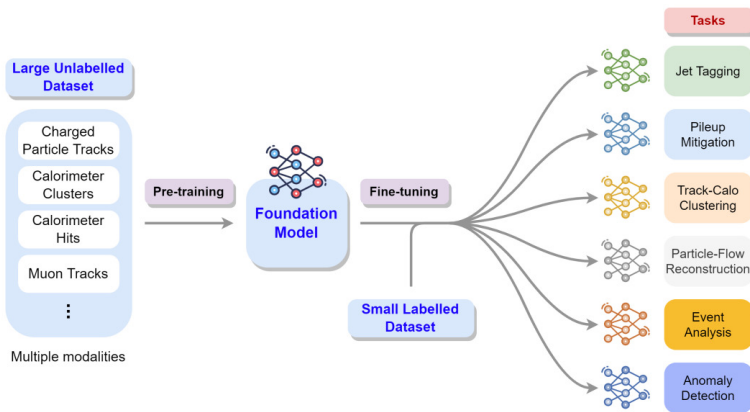 Tasks
Large Unlabelled
Dataset
Charged
Particle Tracks
Calorimeter
Clusters
Calorimeter
Hits
Muon Tracks
⋮
Multiple modalities
Pre-training
Foundation
Model
Fine-tuning
Small Labelled
Dataset
Jet Tagging
Pileup
Mitigation
Track-Calo
Clustering
Particle-Flow
Reconstruction
Event
Analysis
Anomaly
Detection